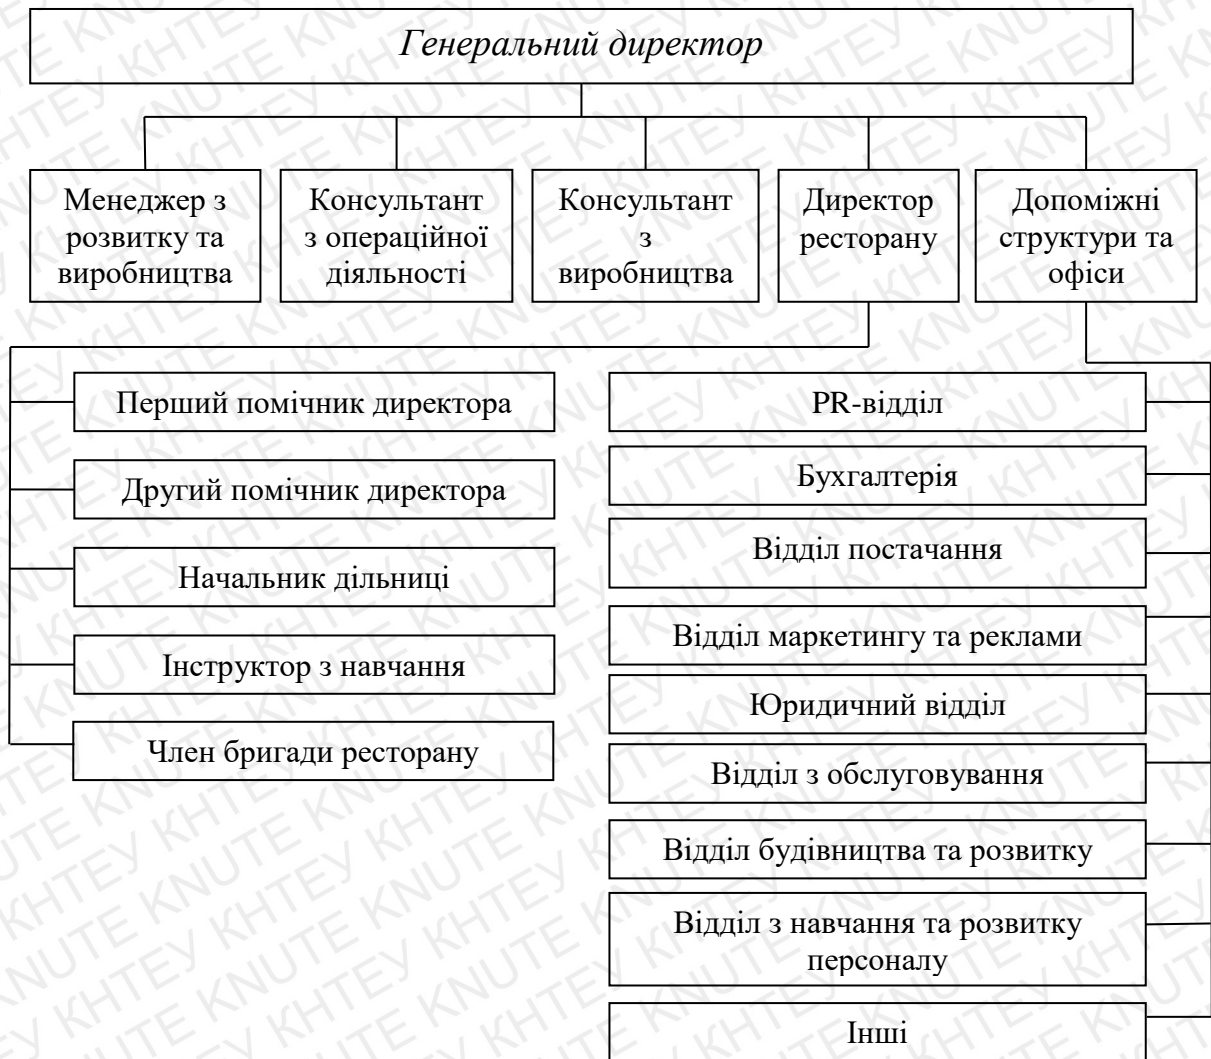 Генеральний директор
Менеджер з
розвитку та
виробництва
Консультант
з операційної
діяльності
Консультант
з
виробництва
Директор
ресторану
Допоміжні
структури та
офіси
Перший помічник директора
Другий помічник директора
Начальник дільниці
Інструктор з навчання
Член бригади ресторану
PR-відділ
Бухгалтерія
Відділ постачання
Відділ маркетингу та реклами
Юридичний відділ
Відділ з обслуговування
Відділ будівництва та розвитку
Відділ з навчання та розвитку
персоналу
Інші